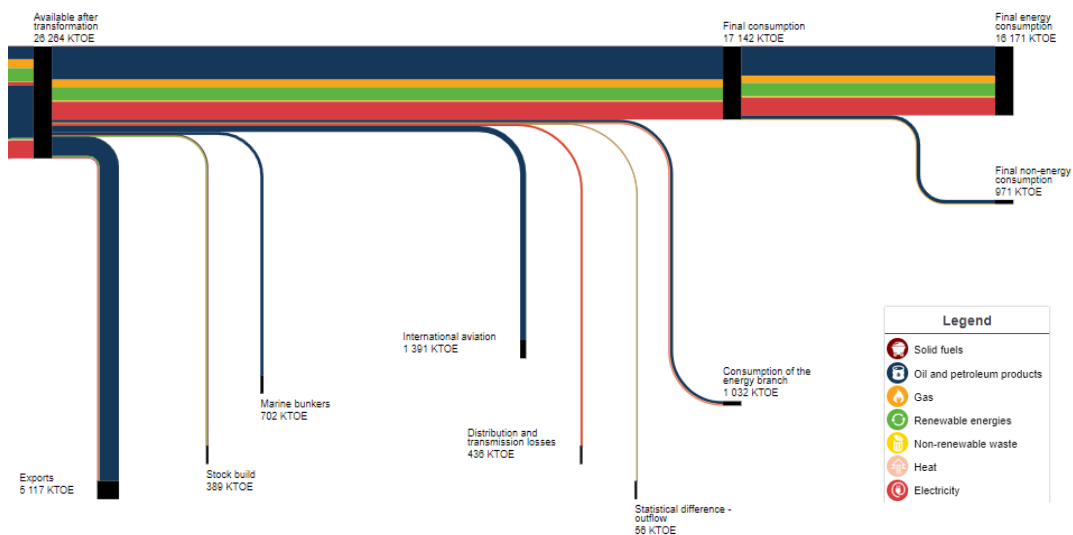 Available after
transformation
26 264 KTOE
Final consumption
17 142 KTOE
Final energy
consumption
16 171 KTOE
Final non-energy
consumption
971 KTOE
International aviation
1 391 KTOE
Consumption of the
energy branch
1 032 KTOE
Marine bunkers
702 KTOE
Distribution and
transmission losses
436 KTOE
Stock build
389 KTOE
Exports
5 117 KTOE
Statistical difference -
outflow
56 KTOE
Legend
Solid fuels
Oil and petroleum products
Gas
Renewable energies
Non-renewable waste
Heat
Electricity